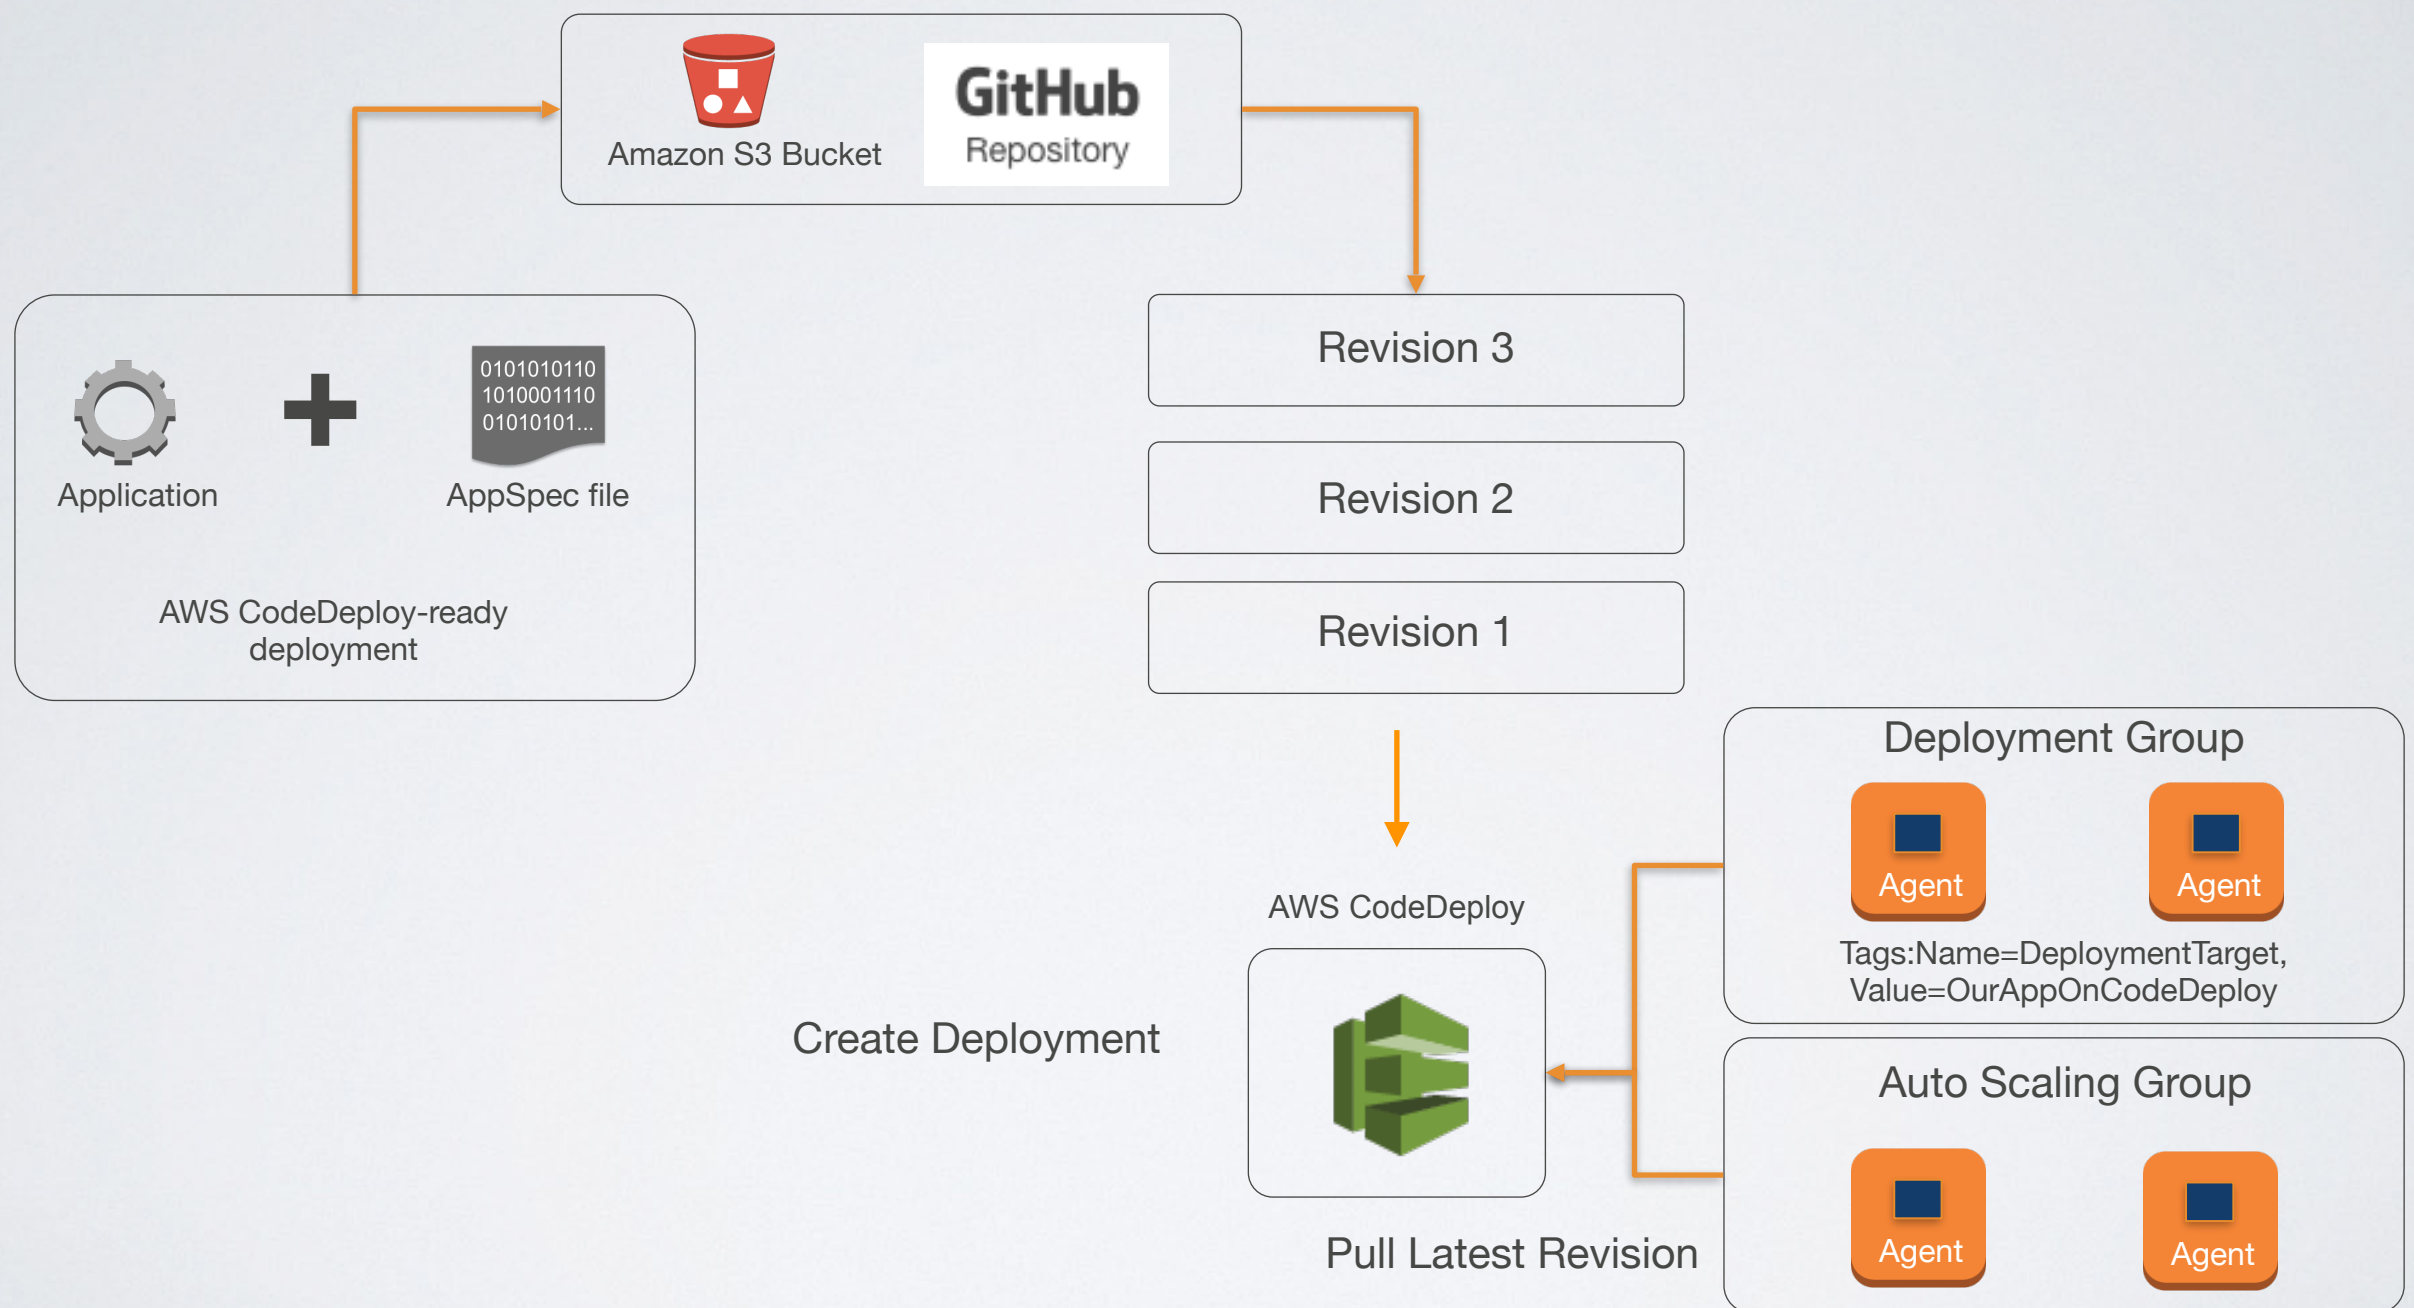 Amazon S3 Bucket
GitHub
Repository
0101010110
1010001110
01010101...
Application
AppSpec file
AWS CodeDeploy-ready
deployment
Revision 3
Revision 2
Revision 1
AWS CodeDeploy
Create Deployment
Pull Latest Revision
Deployment Group
Agent
Agent
Tags:Name=DeploymentTarget,
Value=OurAppOnCodeDeploy
Auto Scaling Group
Agent
Agent